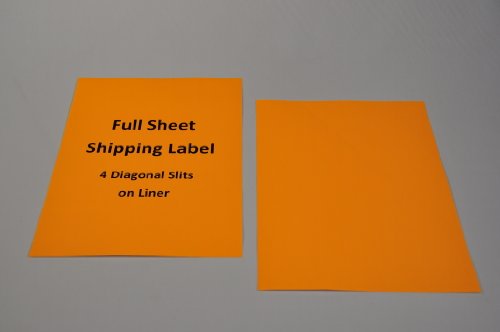 Full Sheet
Shipping Label
4 Diagonal Slits
on Liner